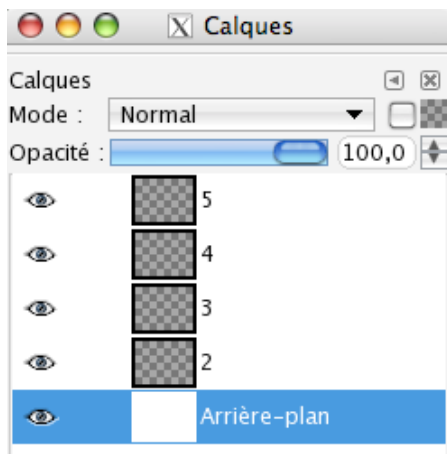 Calques
Calques
Mode : Normal
Opacité : 100,0
5
4
3
2
Arrière-plan